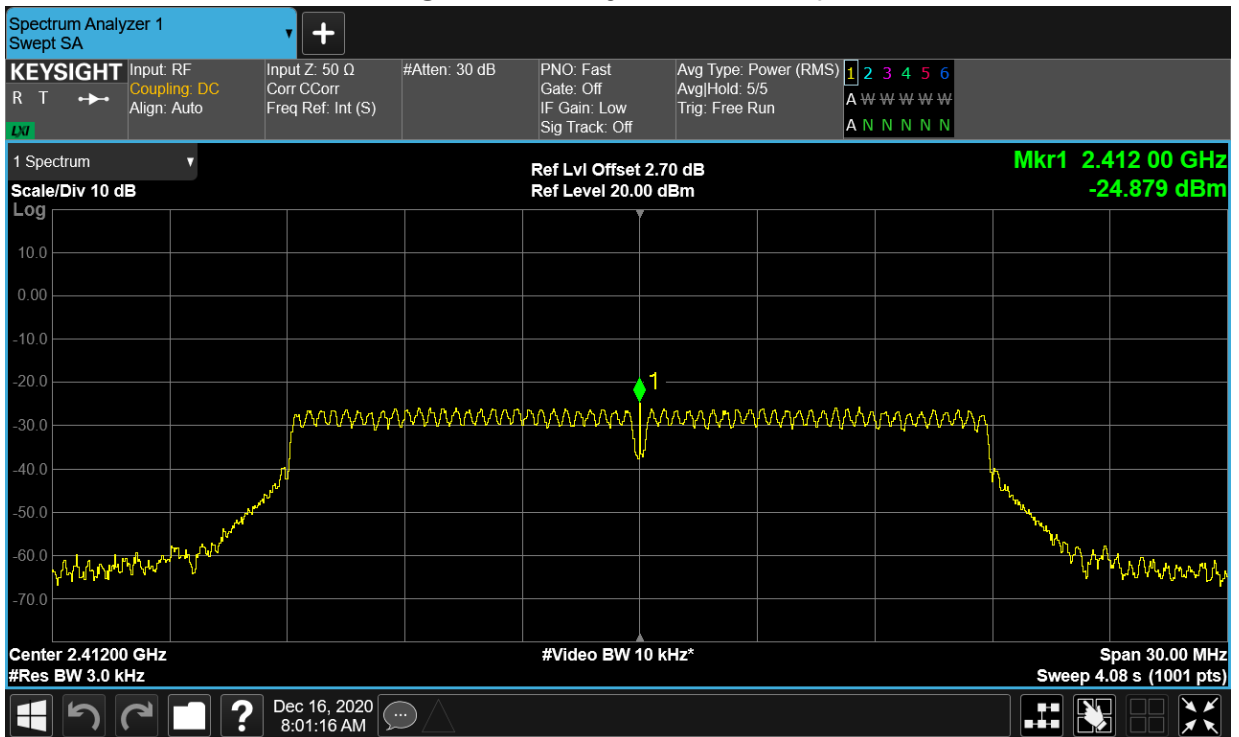 Spectrum Analyzer 1
Swept SA
+
KEYSIGHT
R T
LXI
Input: RF
Coupling: DC
Align: Auto
Input Z: 50 Ω
Corr CCorr
Freq Ref: Int (S)
#Atten: 30 dB
PNO: Fast
Gate: Off
IF Gain: Low
Sig Track: Off
Avg Type: Power (RMS)
Avg|Hold: 5/5
Trig: Free Run
1 2 3 4 5 6
A W W W W W
A N N N N N
1 Spectrum
Scale/Div 10 dB
Ref Lvl Offset 2.70 dB
Ref Level 20.00 dBm
Mkr1 2.412 00 GHz
-24.879 dBm
Log
10.0
0.00
-10.0
-20.0
-30.0
-40.0
-50.0
-60.0
-70.0
1
Center 2.41200 GHz
#Res BW 3.0 kHz
#Video BW 10 kHz*
Span 30.00 MHz
Sweep 4.08 s (1001 pts)
?
Dec 16, 2020
8:01:16 AM